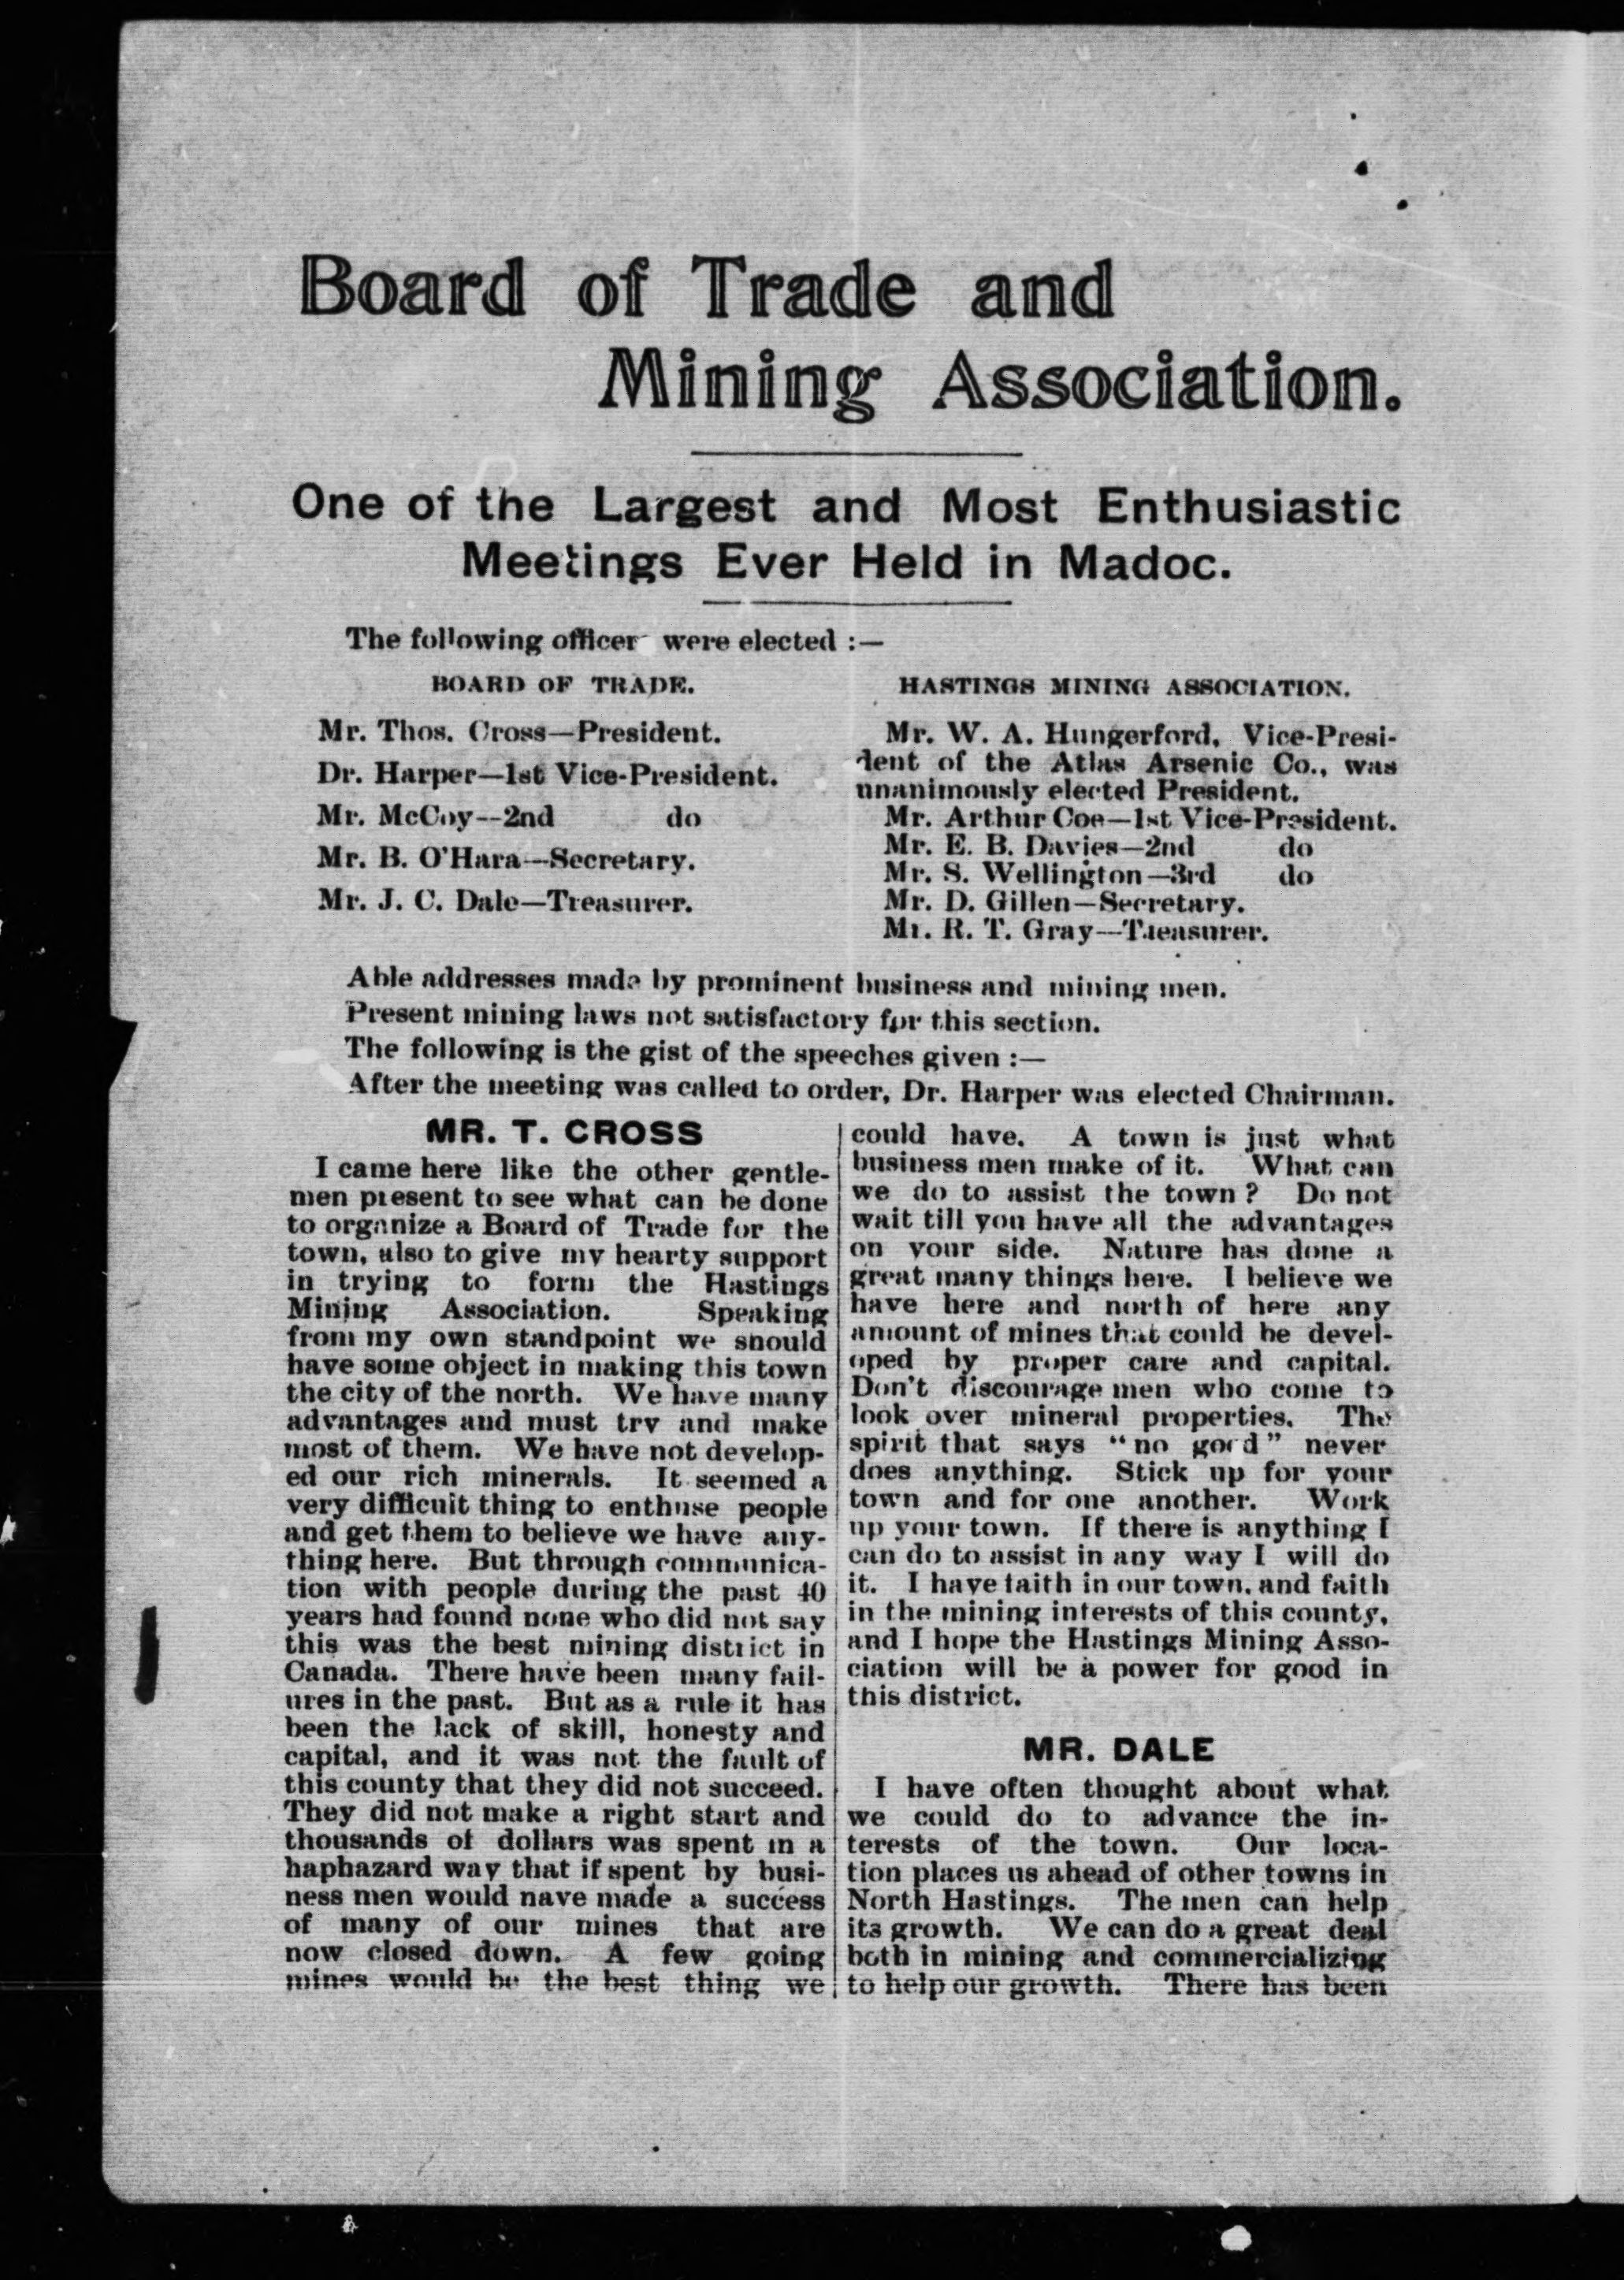 Board of Trade and
Mining Association.
One of the Largest and Most Enthusiastic
Meetings Ever Held in Madoc.
The following officer were elected :—
BOARD OF TRADE.
Mr. Thos. Cross—President.
Dr. Harper—1st Vice-President.
Mr. McCoy—2nd do
Mr. B. O'Hara—Secretary.
Mr. J. C. Dale—Treasurer.
HASTINGS MINING ASSOCIATION.
Mr. W. A. Hungerford, Vice-Presi-
dent of the Atlas Arsenic Co., was
unanimously elected President.
Mr. Arthur Coe—1st Vice-President.
Mr. E. B. Davies—2nd do
Mr. S. Wellington—3rd do
Mr. D. Gillen—Secretary.
Mr. R. T. Gray—Treasurer.
Able addresses made by prominent business and mining men.
Present mining laws not satisfactory for this section.
The following is the gist of the speeches given :—
After the meeting was called to order, Dr. Harper was elected Chairman.
MR. T. CROSS
I came here like the other gentle-
men present to see what can be done
to organize a Board of Trade for the
town, also to give my hearty support
in trying to form the Hastings
Mining Association. Speaking
from my own standpoint we should
have some object in making this town
the city of the north. We have many
advantages and must try and make
most of them. We have not develop-
ed our rich minerals. It seemed a
very difficult thing to enthuse people
and get them to believe we have any-
thing here. But through communica-
tion with people during the past 40
years had found none who did not say
this was the best mining district in
Canada. There have been many fail-
ures in the past. But as a rule it has
been the lack of skill, honesty and
capital, and it was not the fault of
this county that they did not succeed.
They did not make a right start and
thousands of dollars was spent in a
haphazard way that if spent by busi-
ness men would have made a success
of many of our mines that are
now closed down. A few going
mines would be the best thing we
could have. A town is just what
business men make of it. What can
we do to assist the town? Do not
wait till you have all the advantages
on your side. Nature has done a
great many things here. I believe we
have here and north of here any
amount of mines that could be devel-
oped by proper care and capital.
Don't discourage men who come to
look over mineral properties. The
spirit that says "no good" never
does anything. Stick up for your
town and for one another. Work
up your town. If there is anything I
can do to assist in any way I will do
it. I have faith in our town, and faith
in the mining interests of this county,
and I hope the Hastings Mining Asso-
ciation will be a power for good in
this district.
MR. DALE
I have often thought about what
we could do to advance the in-
terests of the town. Our loca-
tion places us ahead of other towns in
North Hastings. The men can help
its growth. We can do a great deal
both in mining and commercializing
to help our growth. There has been